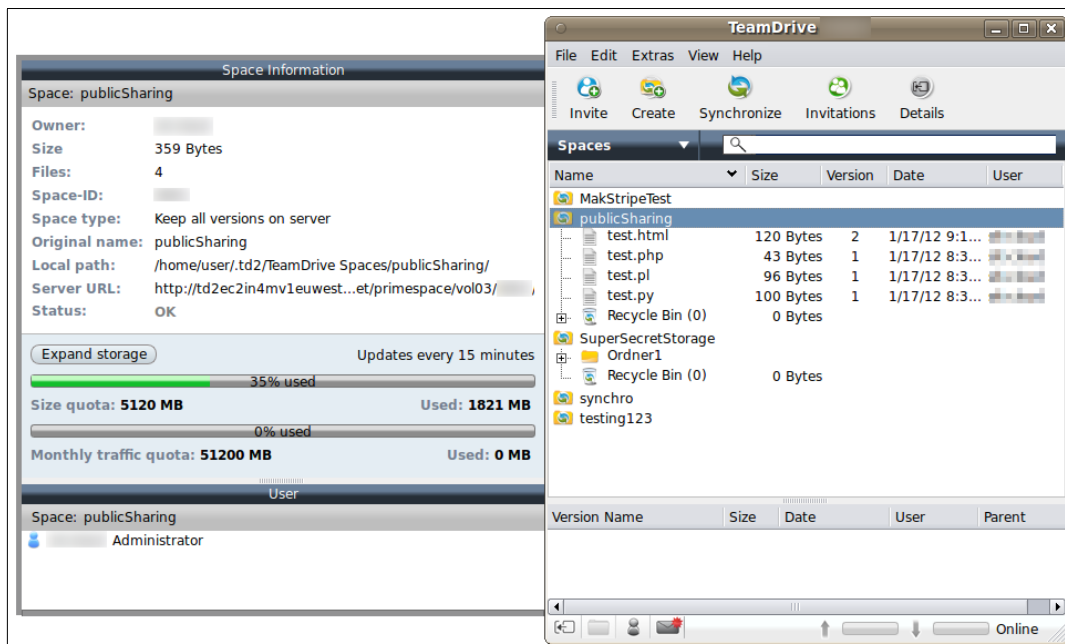 Space Information
Space: publicSharing
Owner:
Size 359 Bytes
Files: 4
Space-ID:
Space type: Keep all versions on server
Original name: publicSharing
Local path: /home/user/.td2/TeamDrive Spaces/publicSharing/
Server URL: http://td2ec2in4mv1euwest...et/primespace/vol03/ /
Status: OK
Expand storage Updates every 15 minutes
35% used
Size quota: 5120 MB Used: 1821 MB
0% used
Monthly traffic quota: 51200 MB Used: 0 MB
User
Space: publicSharing
Administrator
TeamDrive
File Edit Extras View Help
Invite Create Synchronize Invitations Details
Spaces
Name Size Version Date User
MakStripeTest
publicSharing
test.html 120 Bytes 2 1/17/12 9:1...
test.php 43 Bytes 1 1/17/12 8:3...
test.pl 96 Bytes 1 1/17/12 8:3...
test.py 100 Bytes 1 1/17/12 8:3...
Recycle Bin (0) 0 Bytes
SuperSecretStorage
Ordner1
Recycle Bin (0) 0 Bytes
synchro
testing123
Version Name Size Date User Parent
Online